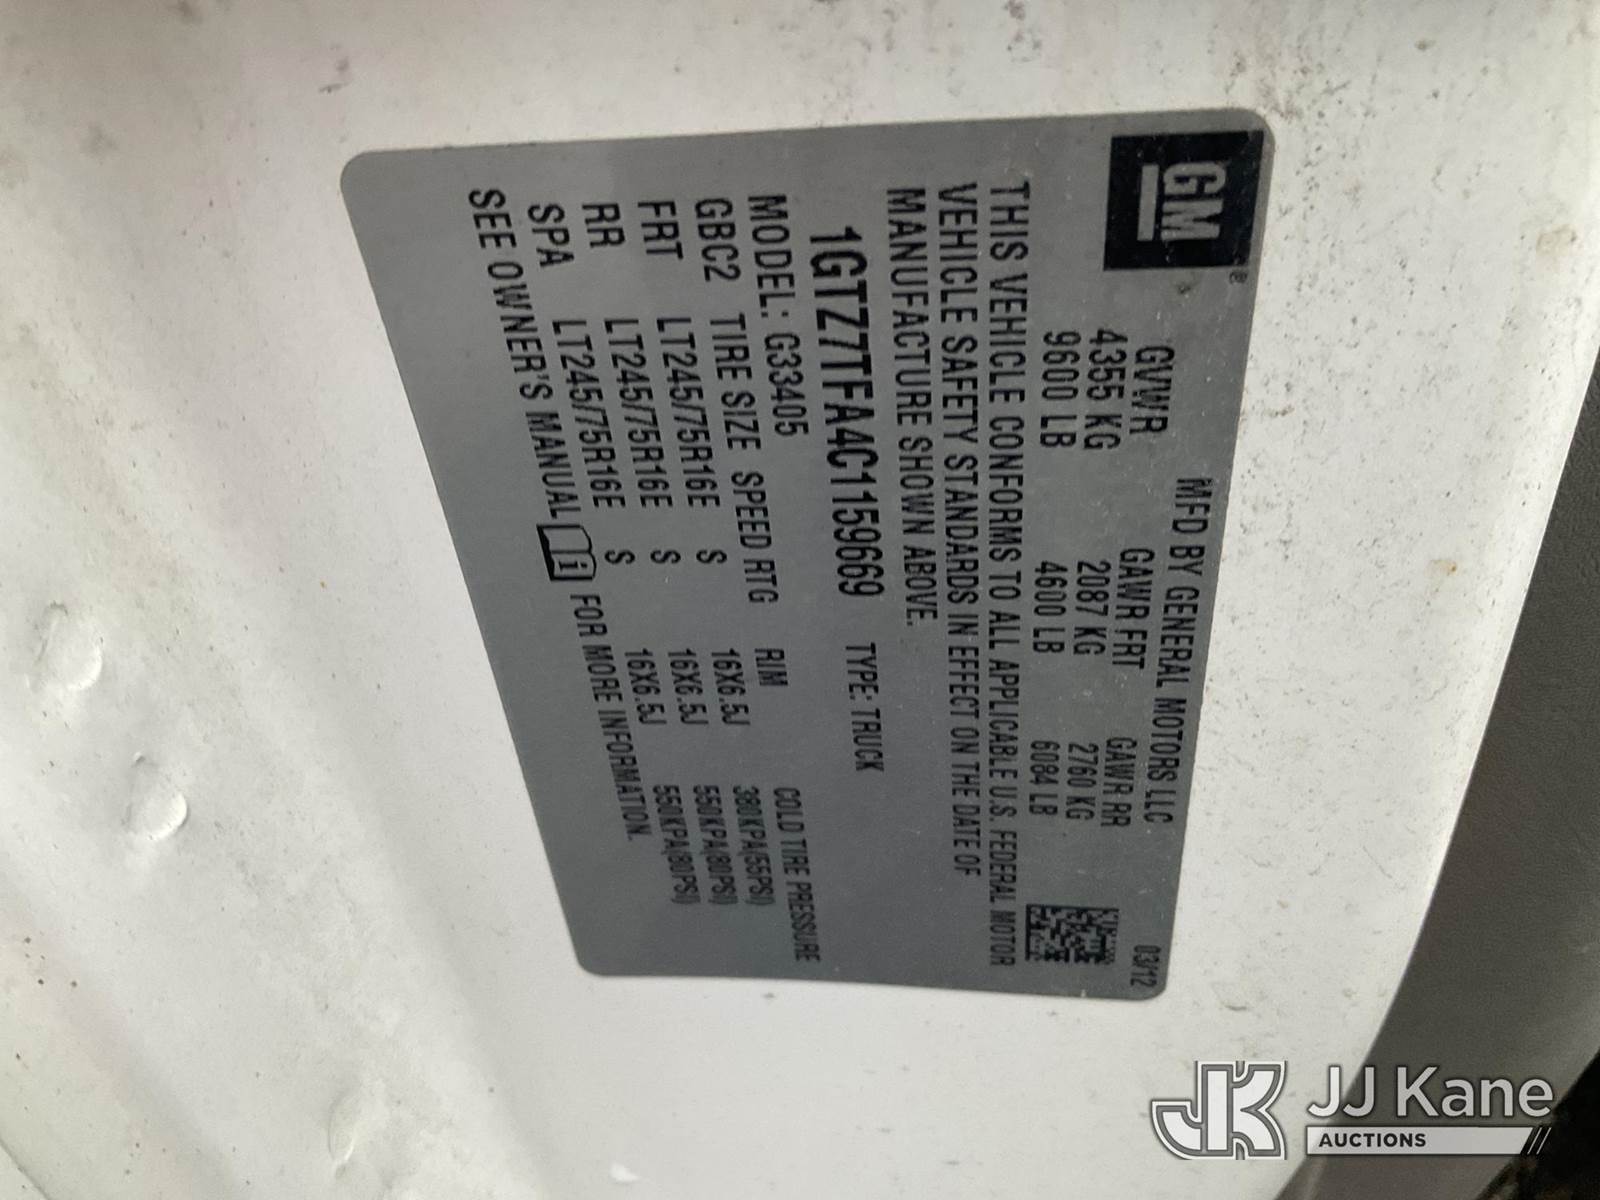 GM®
MFD BY GENERAL MOTORS LLC 03/12
GVWR GAWR FRT GAWR RR
4355 KG 2087 KG 2760 KG
9600 LB 4600 LB 6084 LB
THIS VEHICLE CONFORMS TO ALL APPLICABLE U.S. FEDERAL MOTOR
VEHICLE SAFETY STANDARDS IN EFFECT ON THE DATE OF
MANUFACTURE SHOWN ABOVE.
1GTZ7TFA4C1159669 TYPE: TRUCK
MODEL: G33405
GBC2 TIRE SIZE SPEED RTG RIM COLD TIRE PRESSURE
FRT LT245/75R16E S 16X6.5J 380KPA(55PSI)
RR LT245/75R16E S 16X6.5J 550KPA(80PSI)
SPA LT245/75R16E S 16X6.5J 550KPA(80PSI)
SEE OWNER'S MANUAL i FOR MORE INFORMATION.
JK JJ Kane
AUCTIONS